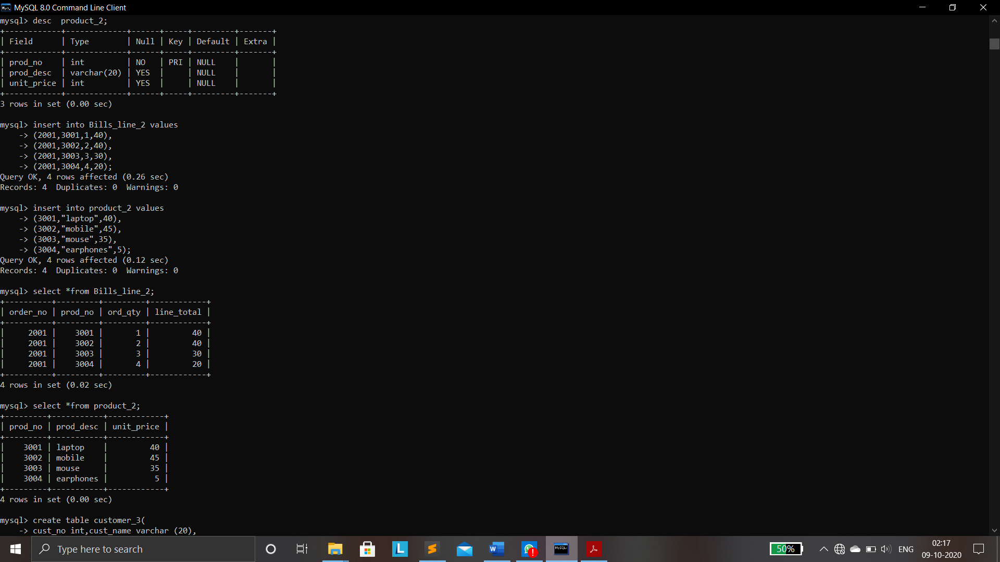 MySQL 8.0 Command Line Client
mysql> desc  product_2;
+------------+-------------+------+-----+---------+-------+
| Field      | Type        | Null | Key | Default | Extra |
+------------+-------------+------+-----+---------+-------+
| prod_no    | int         | NO   | PRI | NULL    |       |
| prod_desc  | varchar(20) | YES  |     | NULL    |       |
| unit_price | int         | YES  |     | NULL    |       |
+------------+-------------+------+-----+---------+-------+
3 rows in set (0.00 sec)

mysql> insert into Bills_line_2 values
    -> (2001,3001,1,40),
    -> (2001,3002,2,40),
    -> (2001,3003,3,30),
    -> (2001,3004,4,20);
Query OK, 4 rows affected (0.26 sec)
Records: 4  Duplicates: 0  Warnings: 0

mysql> insert into product_2 values
    -> (3001,"laptop",40),
    -> (3002,"mobile",45),
    -> (3003,"mouse",35),
    -> (3004,"earphones",5);
Query OK, 4 rows affected (0.12 sec)
Records: 4  Duplicates: 0  Warnings: 0

mysql> select *from Bills_line_2;
+----------+---------+---------+------------+
| order_no | prod_no | ord_qty | line_total |
+----------+---------+---------+------------+
|     2001 |    3001 |       1 |         40 |
|     2001 |    3002 |       2 |         40 |
|     2001 |    3003 |       3 |         30 |
|     2001 |    3004 |       4 |         20 |
+----------+---------+---------+------------+
4 rows in set (0.02 sec)

mysql> select *from product_2;
+---------+-----------+------------+
| prod_no | prod_desc | unit_price |
+---------+-----------+------------+
|    3001 | laptop    |         40 |
|    3002 | mobile    |         45 |
|    3003 | mouse     |         35 |
|    3004 | earphones |          5 |
+---------+-----------+------------+
4 rows in set (0.00 sec)

mysql> create table customer_3(
    -> cust_no int,cust_name varchar (20),
Type here to search
50%
ENG
02:17
09-10-2020